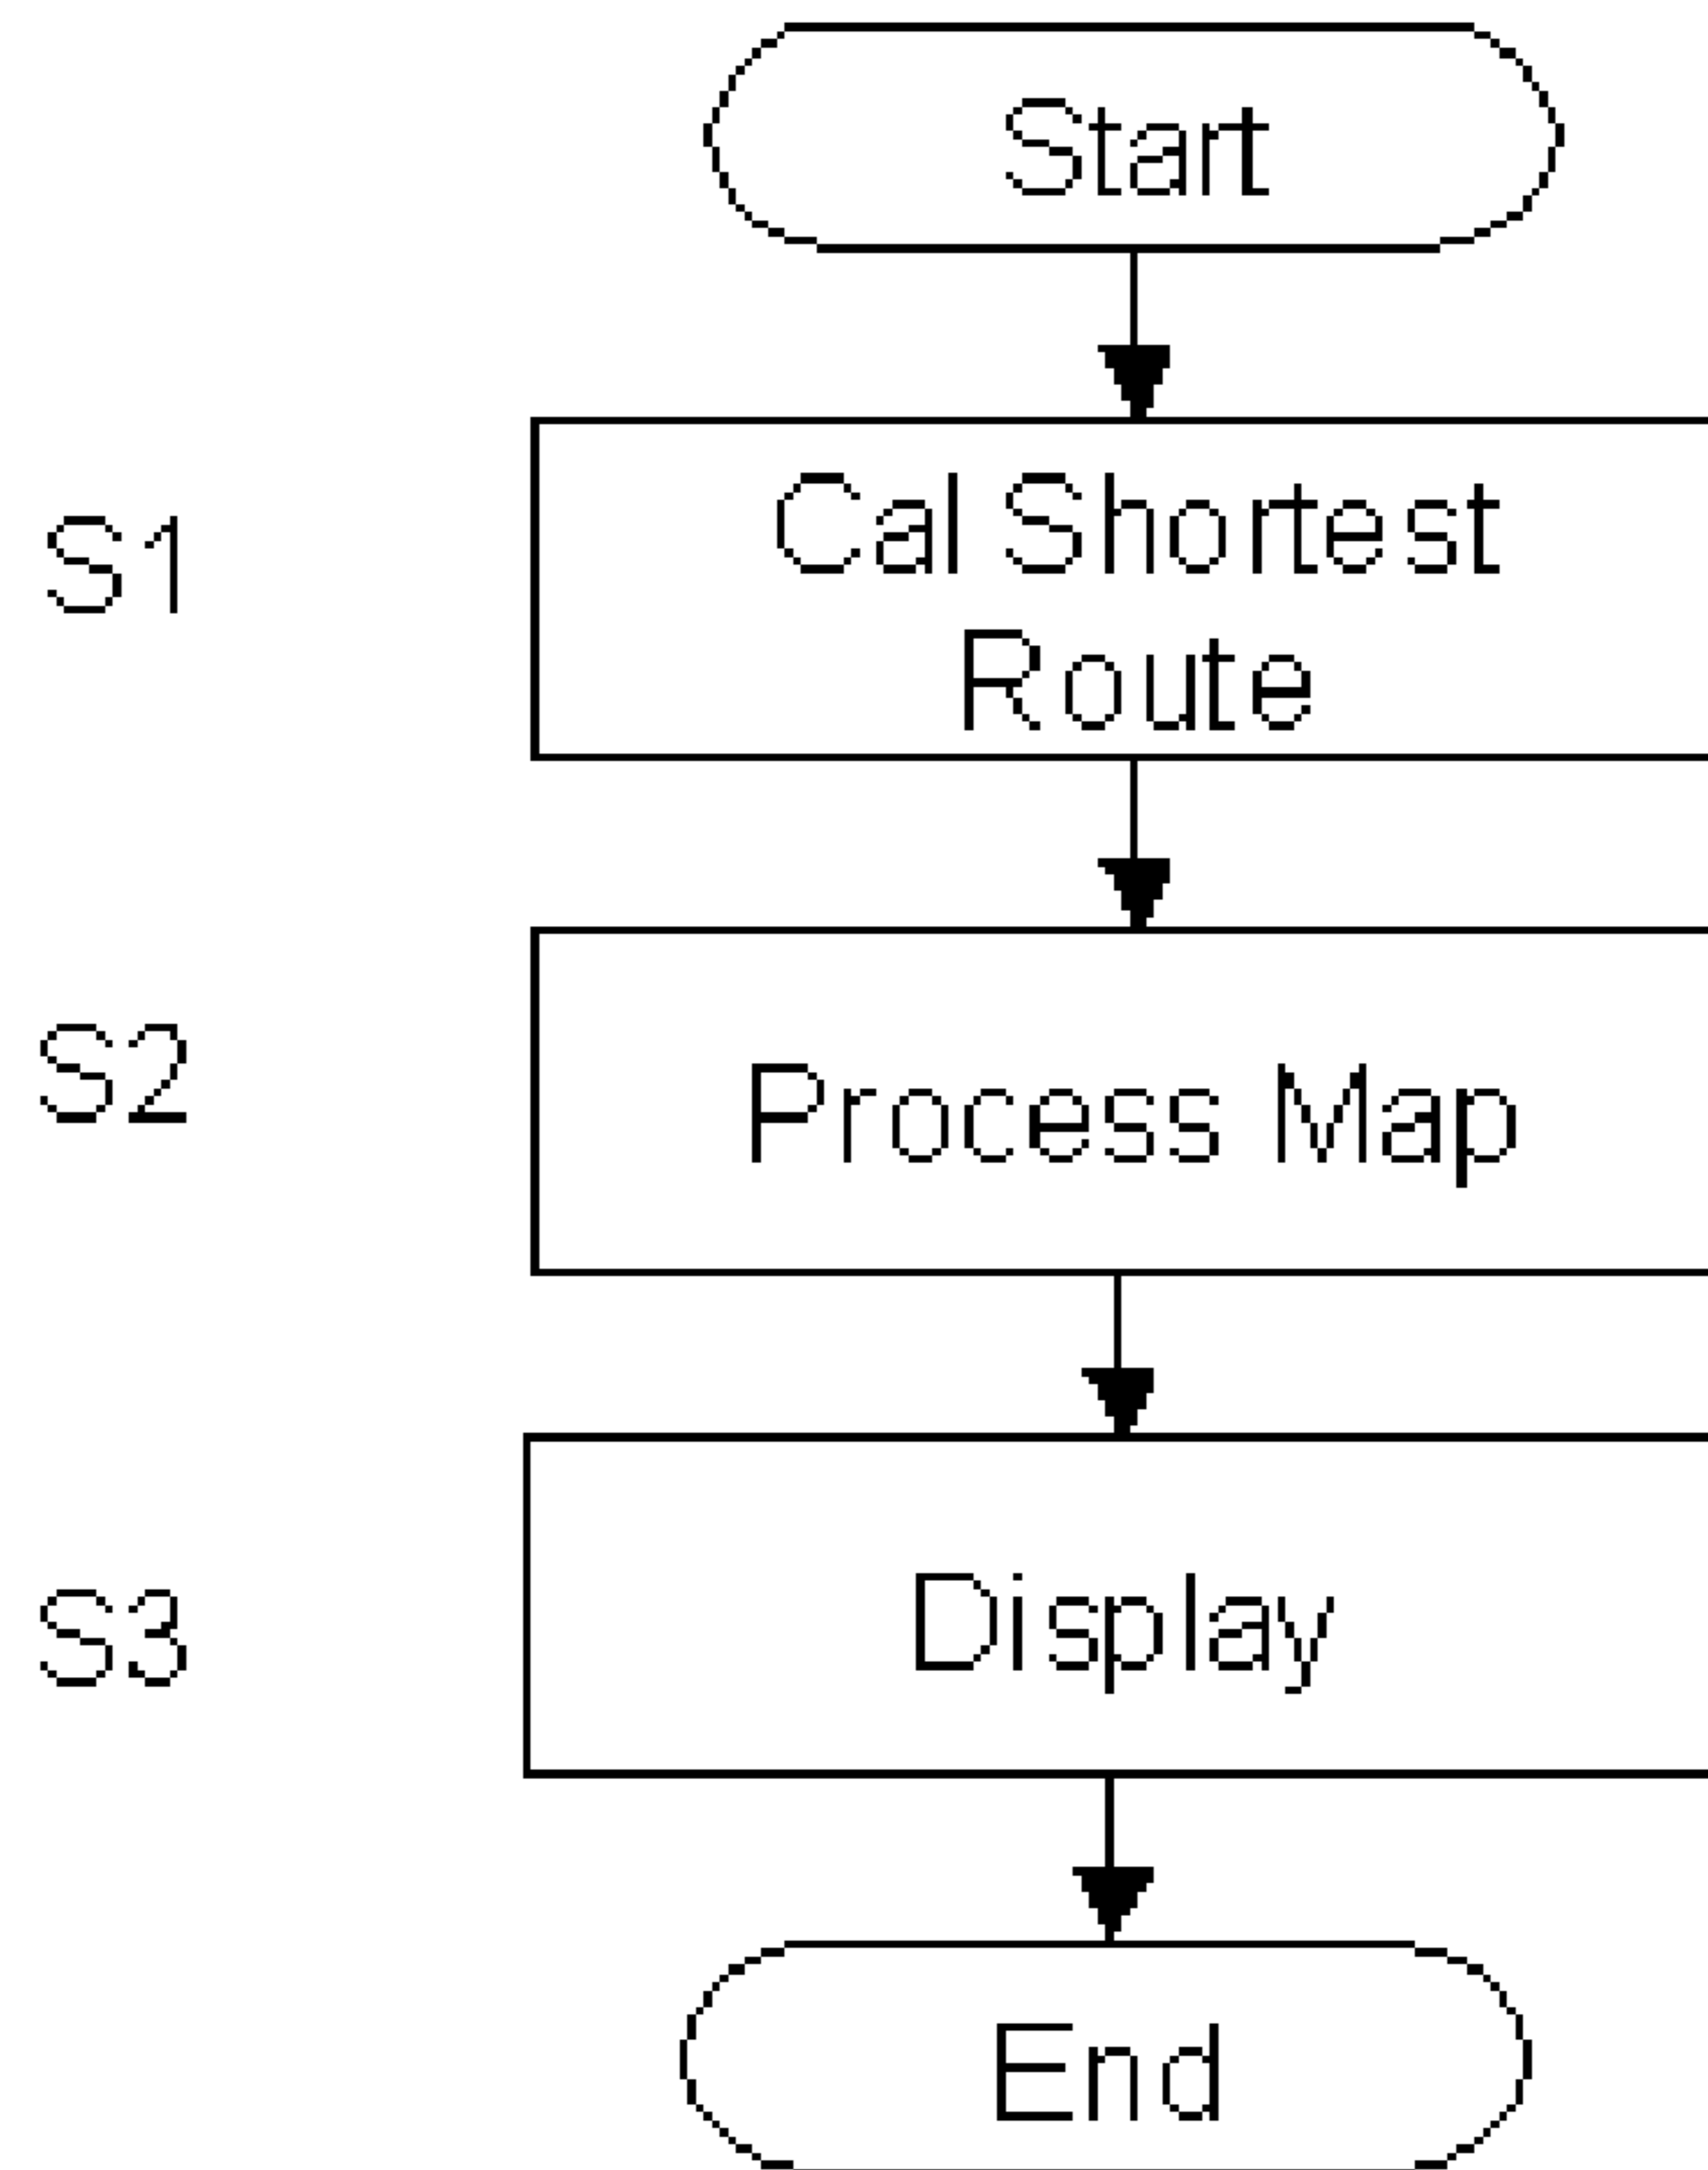 Start
S1
Cal Shortest
Route
S2
Process Map
S3
Display
End